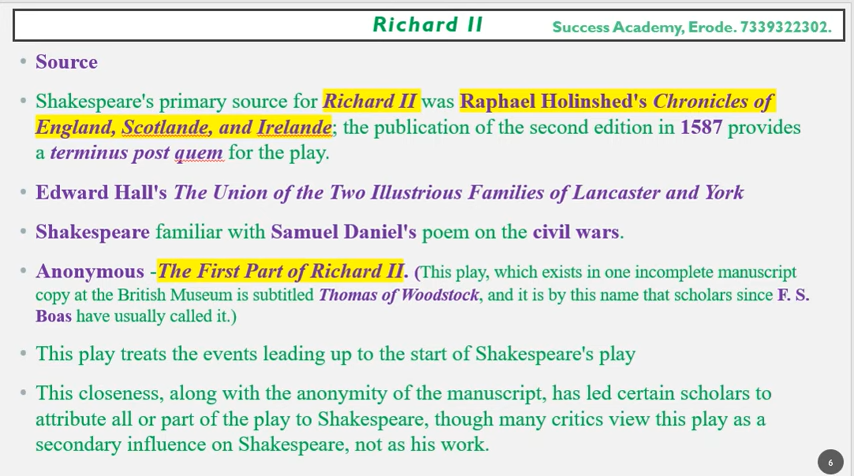 Richard II
Success Academy, Erode. 7339322302.
• Source
• Shakespeare's primary source for Richard II was Raphael Holinshed's Chronicles of
England, Scotlande, and Irelande; the publication of the second edition in 1587 provides
a terminus post quem for the play.
• Edward Hall's The Union of the Two Illustrious Families of Lancaster and York
• Shakespeare familiar with Samuel Daniel's poem on the civil wars.
• Anonymous -The First Part of Richard II. (This play, which exists in one incomplete manuscript
copy at the British Museum is subtitled Thomas of Woodstock, and it is by this name that scholars since F. S.
Boas have usually called it.)
• This play treats the events leading up to the start of Shakespeare's play
• This closeness, along with the anonymity of the manuscript, has led certain scholars to
attribute all or part of the play to Shakespeare, though many critics view this play as a
secondary influence on Shakespeare, not as his work.
6